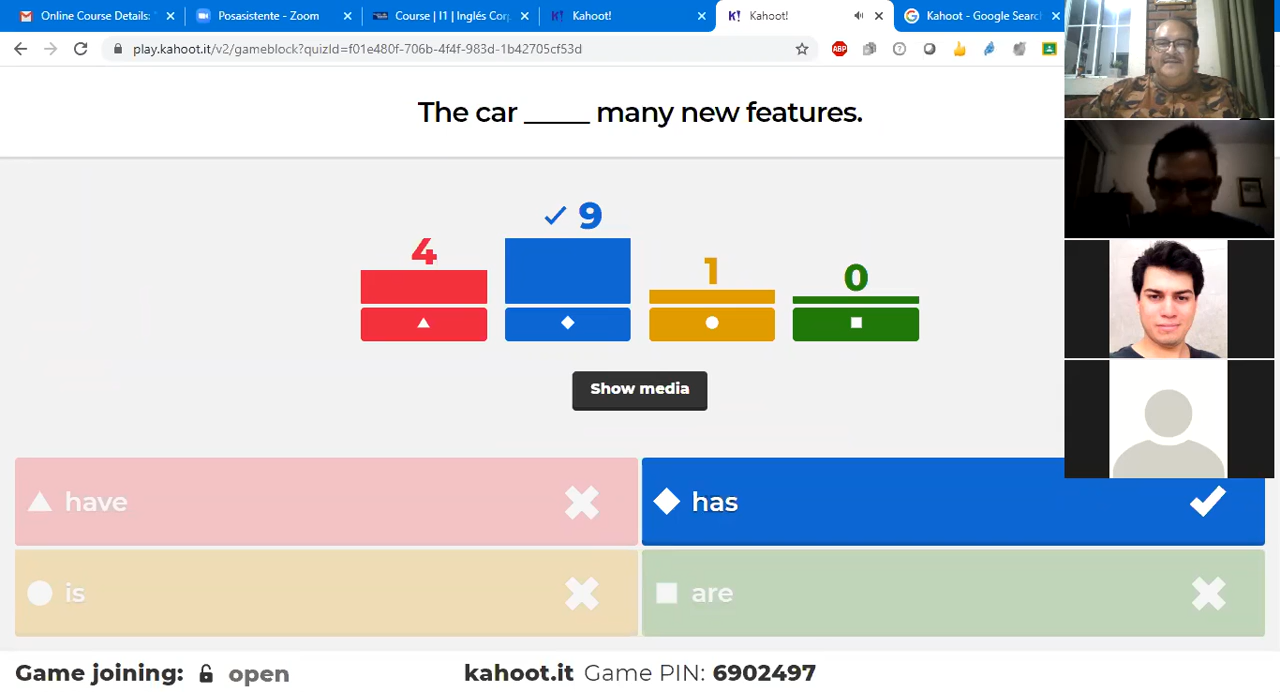 Online Course Details: 
Posasistente - Zoom
Course | I1 | Inglés Corp
K! Kahoot!
K! Kahoot!
Kahoot - Google Search
play.kahoot.it/v2/gameblock?quizId=f01e480f-706b-4f4f-983d-1b42705cf53d
ABP
The car _____ many new features.
4
9
1
0
Show media
have
has
is
are
Game joining: open
kahoot.it Game PIN: 6902497